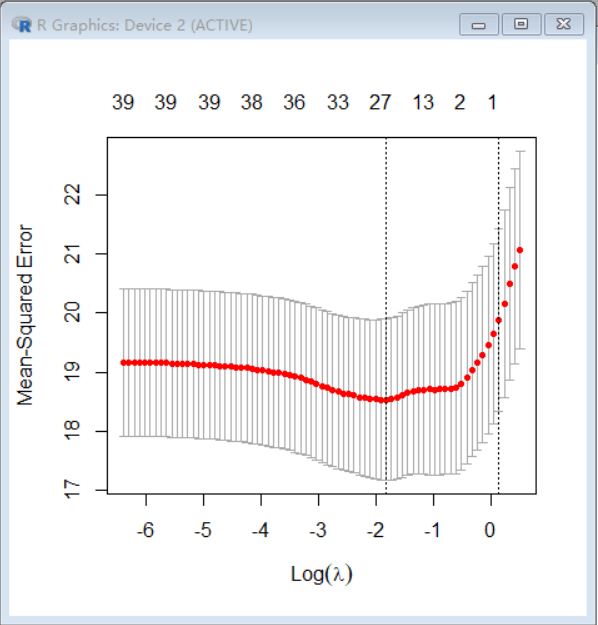 R Graphics: Device 2 (ACTIVE)
39 39 39 38 36 33 27 13 2 1
22
21
20
19
18
17
Mean-Squared Error
-6 -5 -4 -3 -2 -1 0
Log(λ)